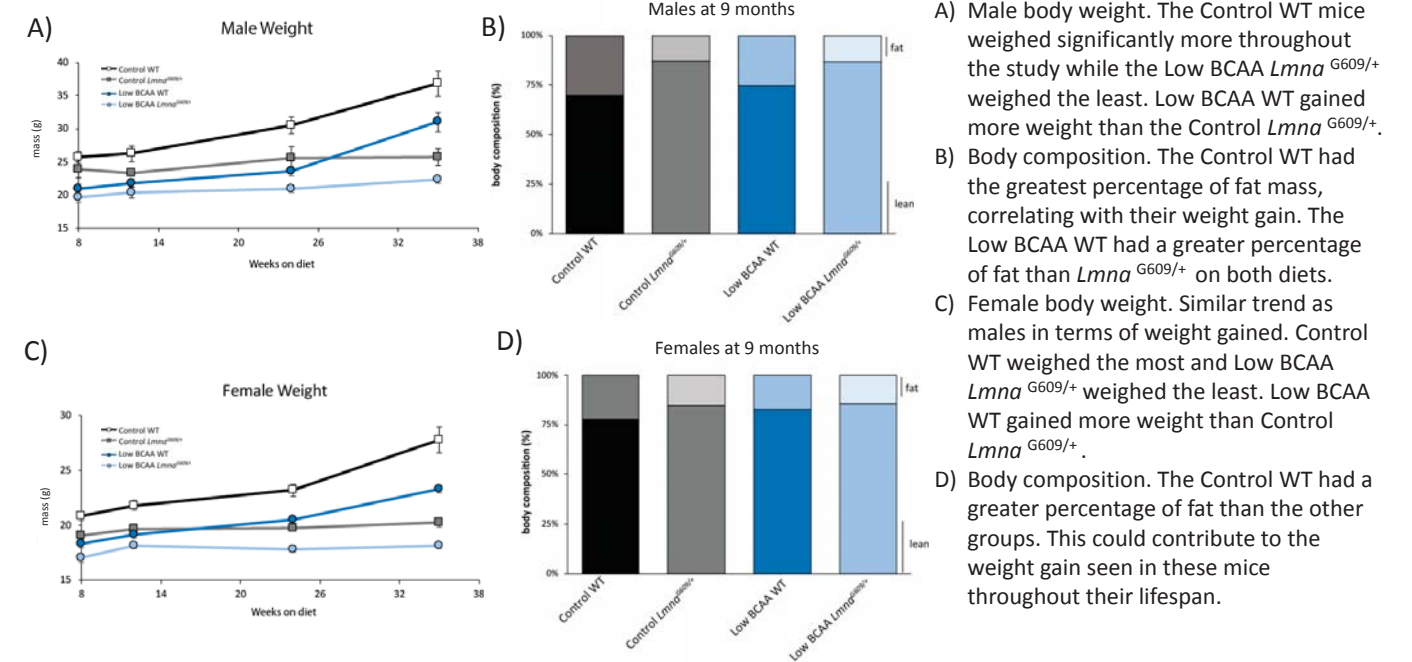 A)
Male Weight
40
35
30
25
20
15
mass (g)
Control WT
Control Lmna G609/+
Low BCAA WT
Low BCAA Lmna G609/+
8 14 20 26 32 38
Weeks on diet
B)
Males at 9 months
100%
75%
50%
25%
0%
body composition (%)
fat
lean
Control WT
Control Lmna G609/+
Low BCAA WT
Low BCAA Lmna G609/+
C)
Female Weight
30
25
20
15
mass (g)
Control WT
Control Lmna G609/+
Low BCAA WT
Low BCAA Lmna G609/+
8 14 20 26 32 38
Weeks on diet
D)
Females at 9 months
100%
75%
50%
25%
0%
body composition (%)
fat
lean
Control WT
Control Lmna G609/+
Low BCAA WT
Low BCAA Lmna G609/+
A) Male body weight. The Control WT mice
weighed significantly more throughout
the study while the Low BCAA Lmna G609/+
weighed the least. Low BCAA WT gained
more weight than the Control Lmna G609/+.
B) Body composition. The Control WT had
the greatest percentage of fat mass,
correlating with their weight gain. The
Low BCAA WT had a greater percentage
of fat than Lmna G609/+ on both diets.
C) Female body weight. Similar trend as
males in terms of weight gained. Control
WT weighed the most and Low BCAA
Lmna G609/+ weighed the least. Low BCAA
WT gained more weight than Control
Lmna G609/+ .
D) Body composition. The Control WT had a
greater percentage of fat than the other
groups. This could contribute to the
weight gain seen in these mice
throughout their lifespan.